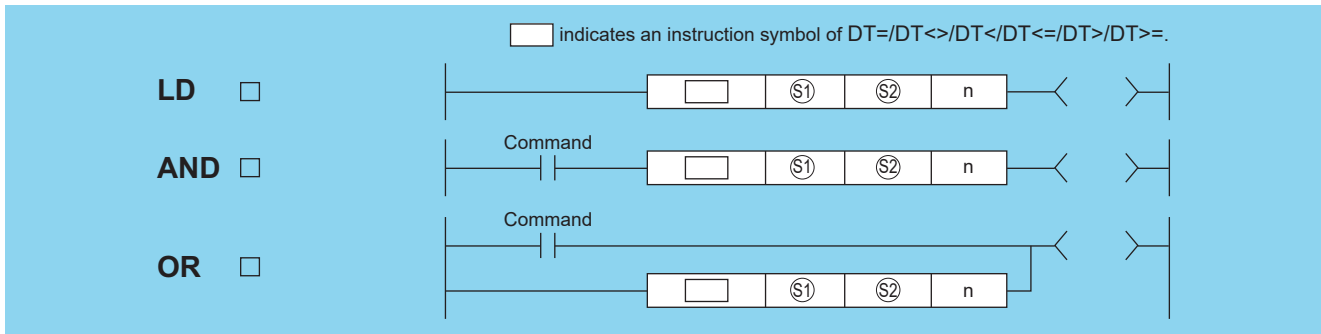 indicates an instruction symbol of DT=/DT<>/DT</DT<=/DT>/DT>=.
LD □ S1 S2 n
Command
AND □ S1 S2 n
Command
OR □
S1 S2 n